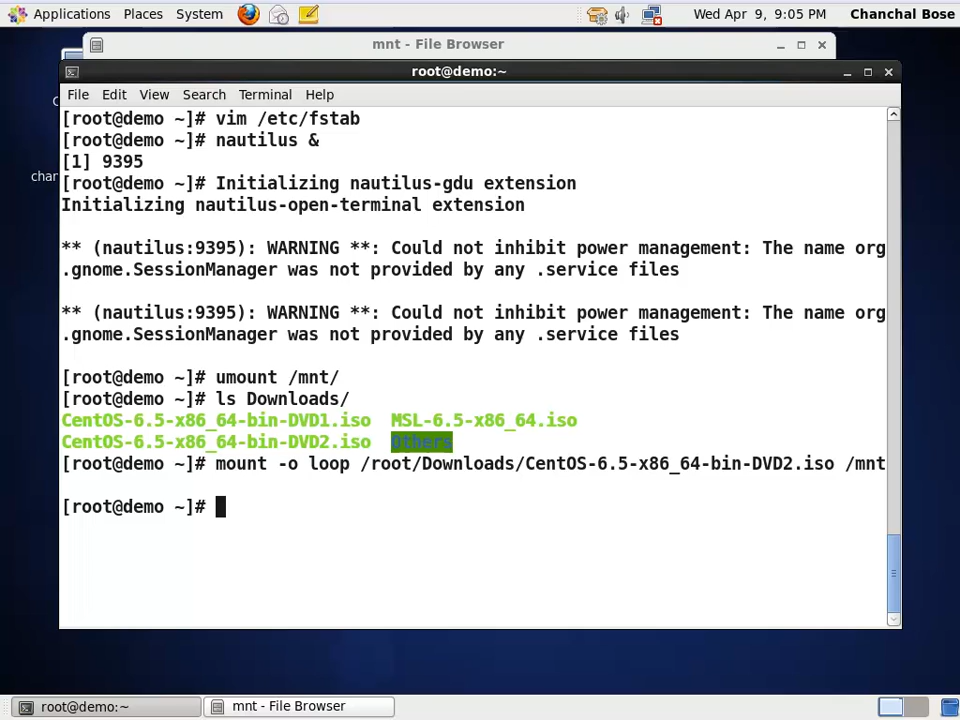 Applications Places System Wed Apr 9, 9:05 PM Chanchal Bose
mnt - File Browser
root@demo:~
File Edit View Search Terminal Help
[root@demo ~]# vim /etc/fstab
[root@demo ~]# nautilus &
[1] 9395
[root@demo ~]# Initializing nautilus-gdu extension
Initializing nautilus-open-terminal extension
** (nautilus:9395): WARNING **: Could not inhibit power management: The name org
.gnome.SessionManager was not provided by any .service files
** (nautilus:9395): WARNING **: Could not inhibit power management: The name org
.gnome.SessionManager was not provided by any .service files
[root@demo ~]# umount /mnt/
[root@demo ~]# ls Downloads/
CentOS-6.5-x86_64-bin-DVD1.iso MSL-6.5-x86_64.iso
CentOS-6.5-x86_64-bin-DVD2.iso Others
[root@demo ~]# mount -o loop /root/Downloads/CentOS-6.5-x86_64-bin-DVD2.iso /mnt
[root@demo ~]#
char
root@demo:~ mnt - File Browser